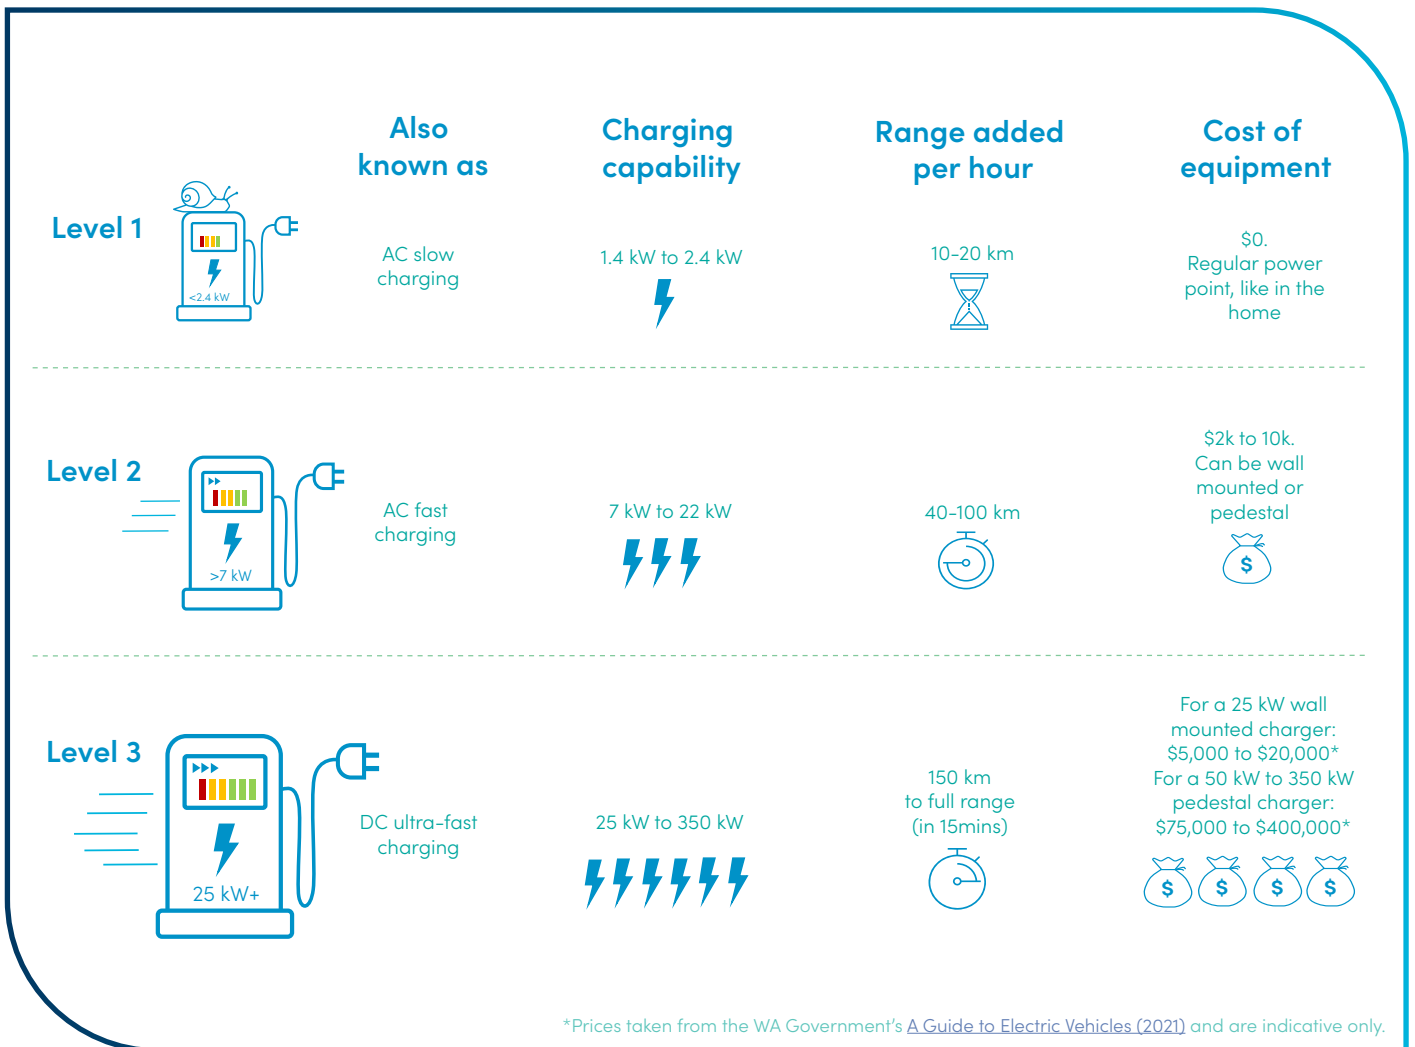 Also
known as
Charging
capability
Range added
per hour
Cost of
equipment
Level 1
<2.4 kW
AC slow
charging
1.4 kW to 2.4 kW
10-20 km
$0.
Regular power
point, like in the
home
Level 2
>7 kW
AC fast
charging
7 kW to 22 kW
40-100 km
$2k to 10k.
Can be wall
mounted or
pedestal
$
Level 3
25 kW+
DC ultra-fast
charging
25 kW to 350 kW
150 km
to full range
(in 15mins)
For a 25 kW wall
mounted charger:
$5,000 to $20,000*
For a 50 kW to 350 kW
pedestal charger:
$75,000 to $400,000*
$ $ $ $
*Prices taken from the WA Government's A Guide to Electric Vehicles (2021) and are indicative only.